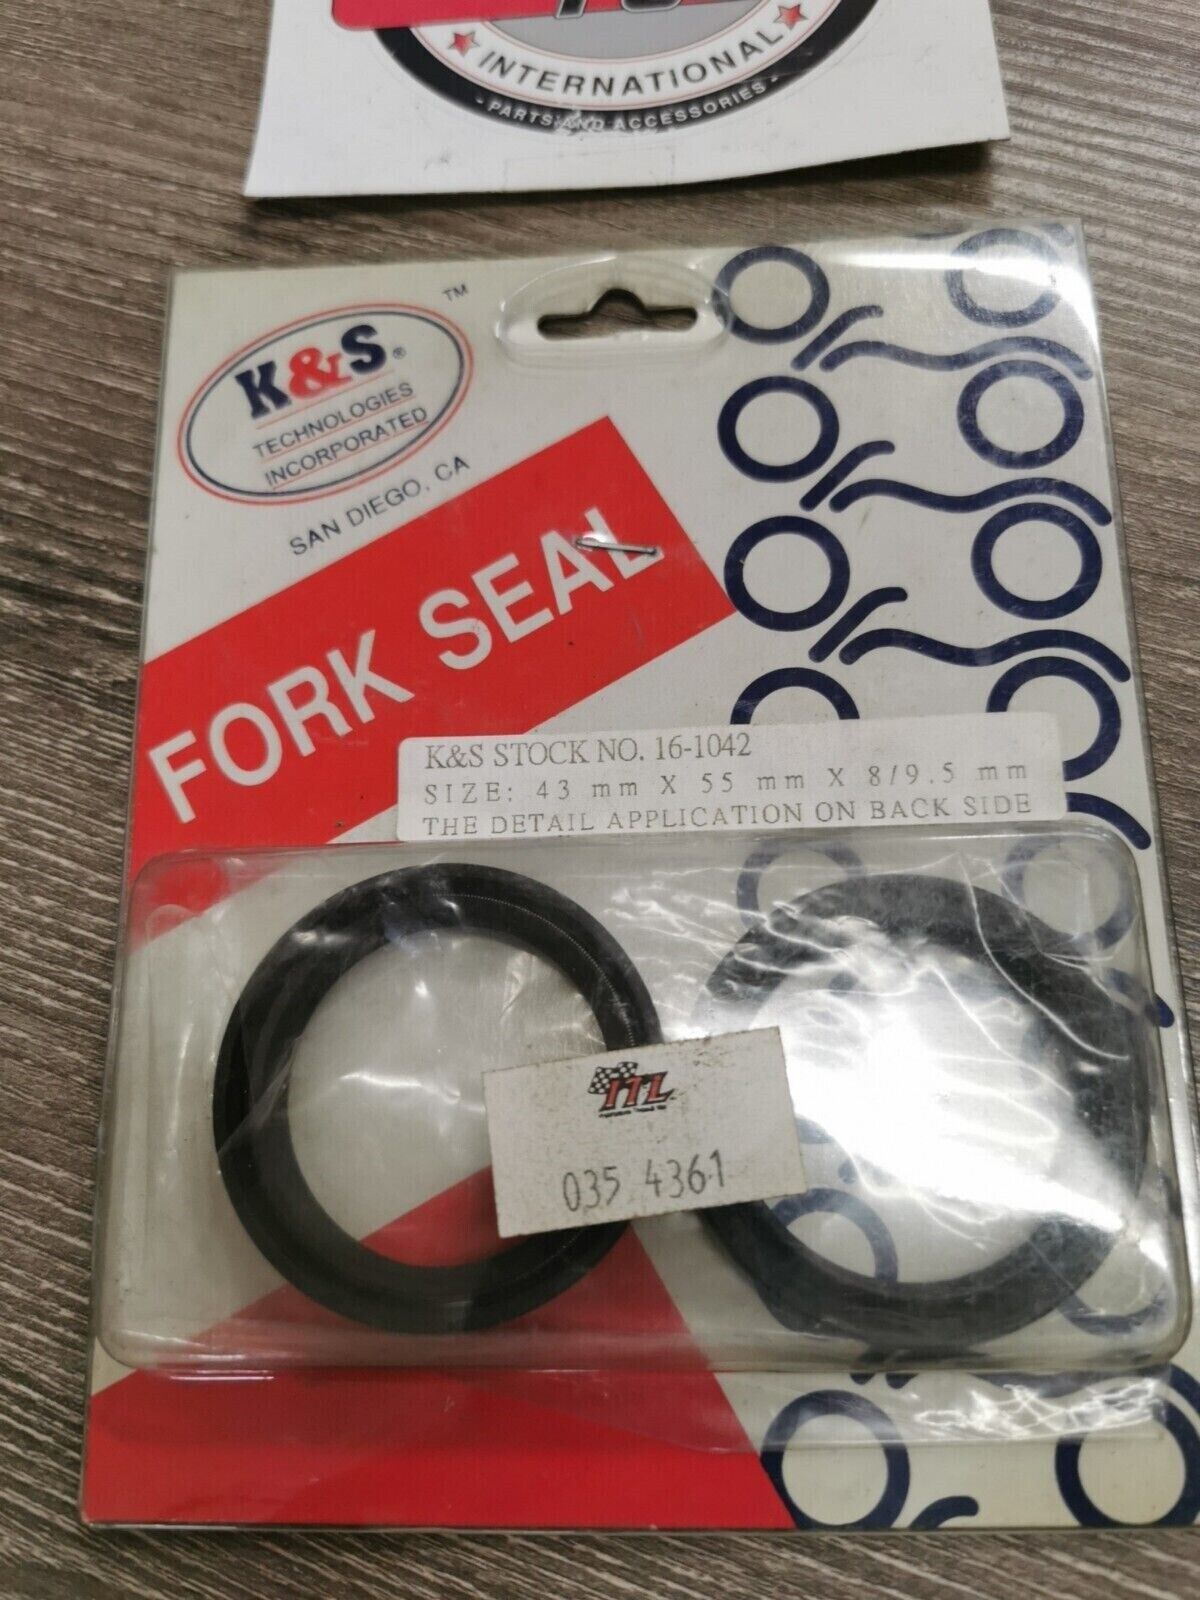 INTERNATIONAL
- PARTS AND ACCESSORIES -
K&S®
TM
TECHNOLOGIES
INCORPORATED
SAN DIEGO, CA
FORK SEAL
K&S STOCK NO. 16-1042
SIZE: 43 mm X 55 mm X 8/9.5 mm
THE DETAIL APPLICATION ON BACK SIDE
ITL
035 4361